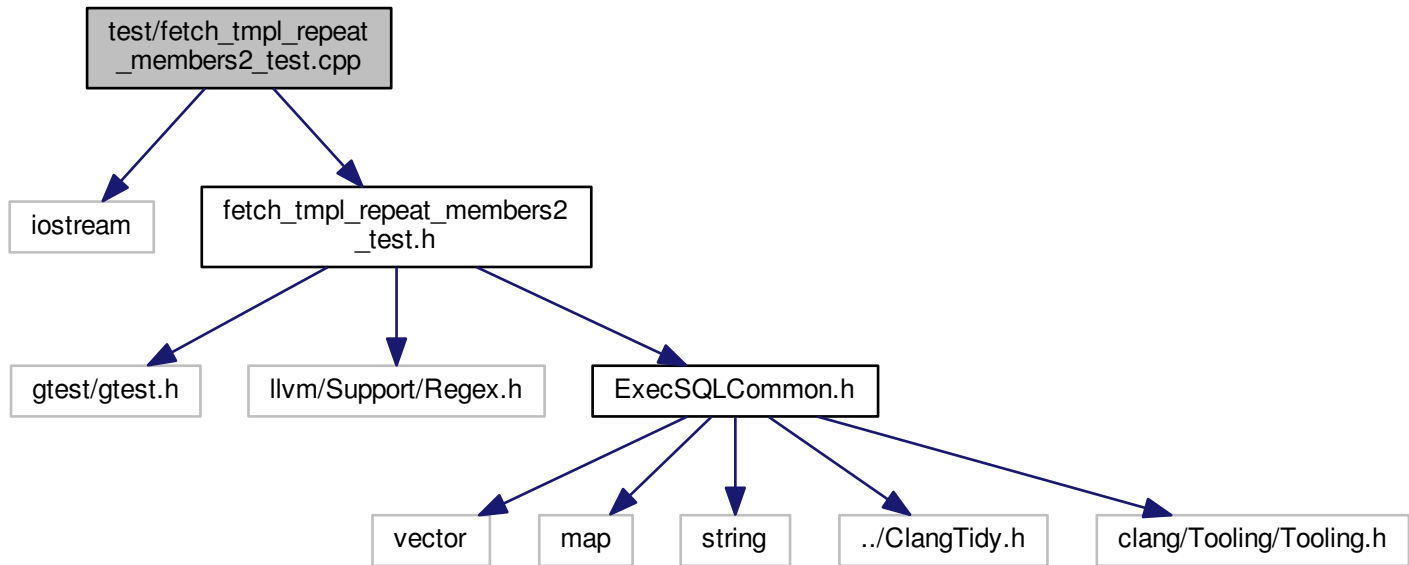 test/fetch_tmpl_repeat
_members2_test.cpp
iostream
fetch_tmpl_repeat_members2
_test.h
gtest/gtest.h
llvm/Support/Regex.h
ExecSQLCommon.h
vector
map
string
../ClangTidy.h
clang/Tooling/Tooling.h